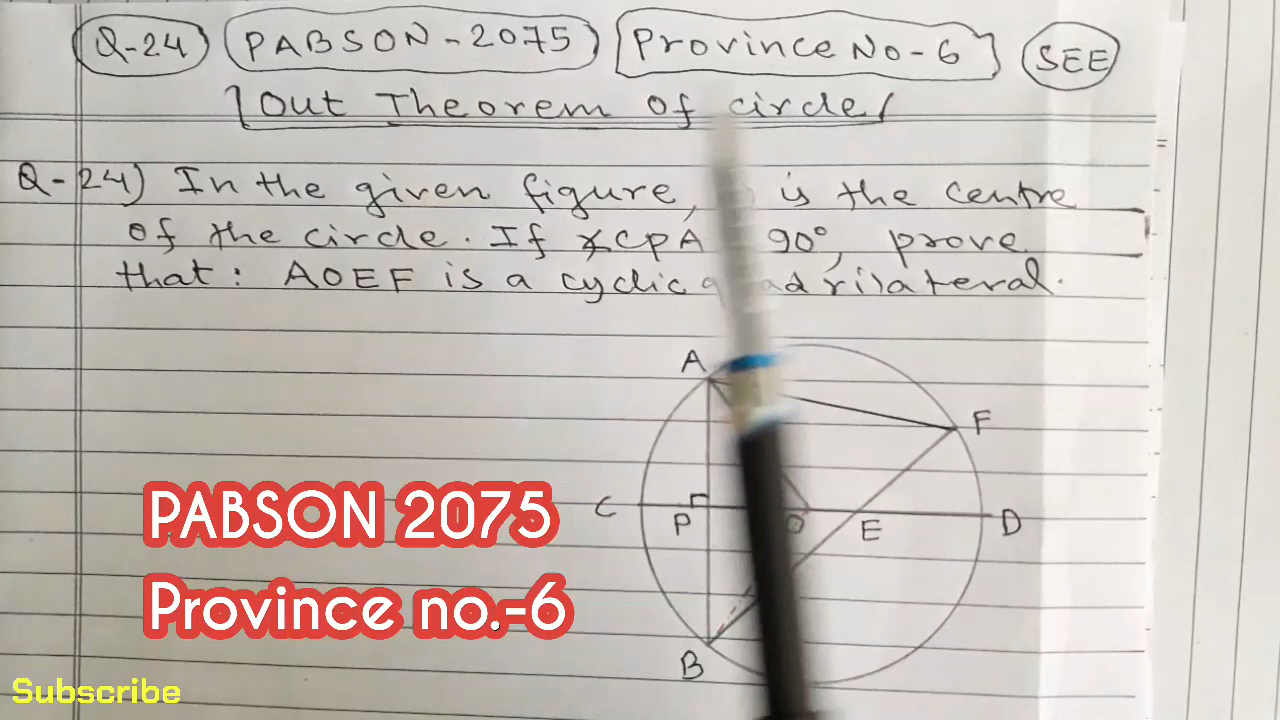 Q-24 PABSON-2075 Province No-6 SEE
Out Theorem Of circle
Q-24) In the given figure, is the centre
of the circle. If ∡CPA 90°, prove
that: AOEF is a cyclic quadrilateral.
A
F
C P O E D
B
PABSON 2075
Province no.-6
Subscribe